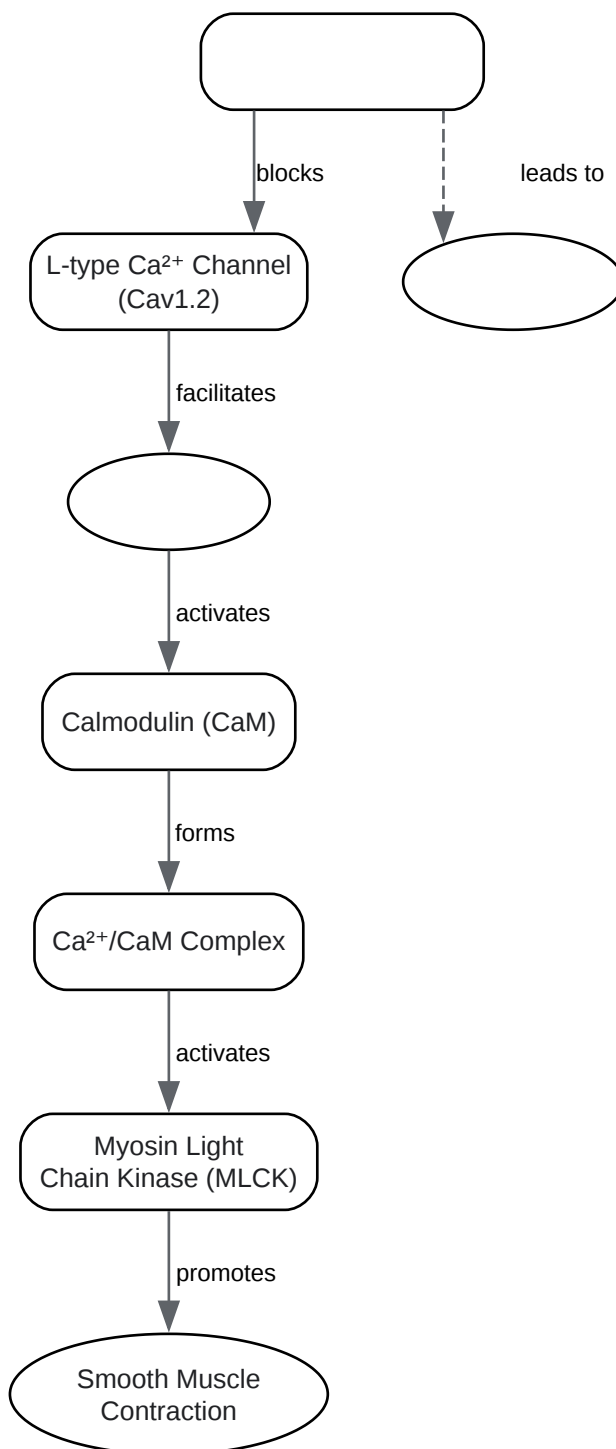 blocks
leads to
L-type Ca²⁺ Channel
(Cav1.2)
facilitates
activates
Calmodulin (CaM)
forms
Ca²⁺/CaM Complex
activates
Myosin Light
Chain Kinase (MLCK)
promotes
Smooth Muscle
Contraction